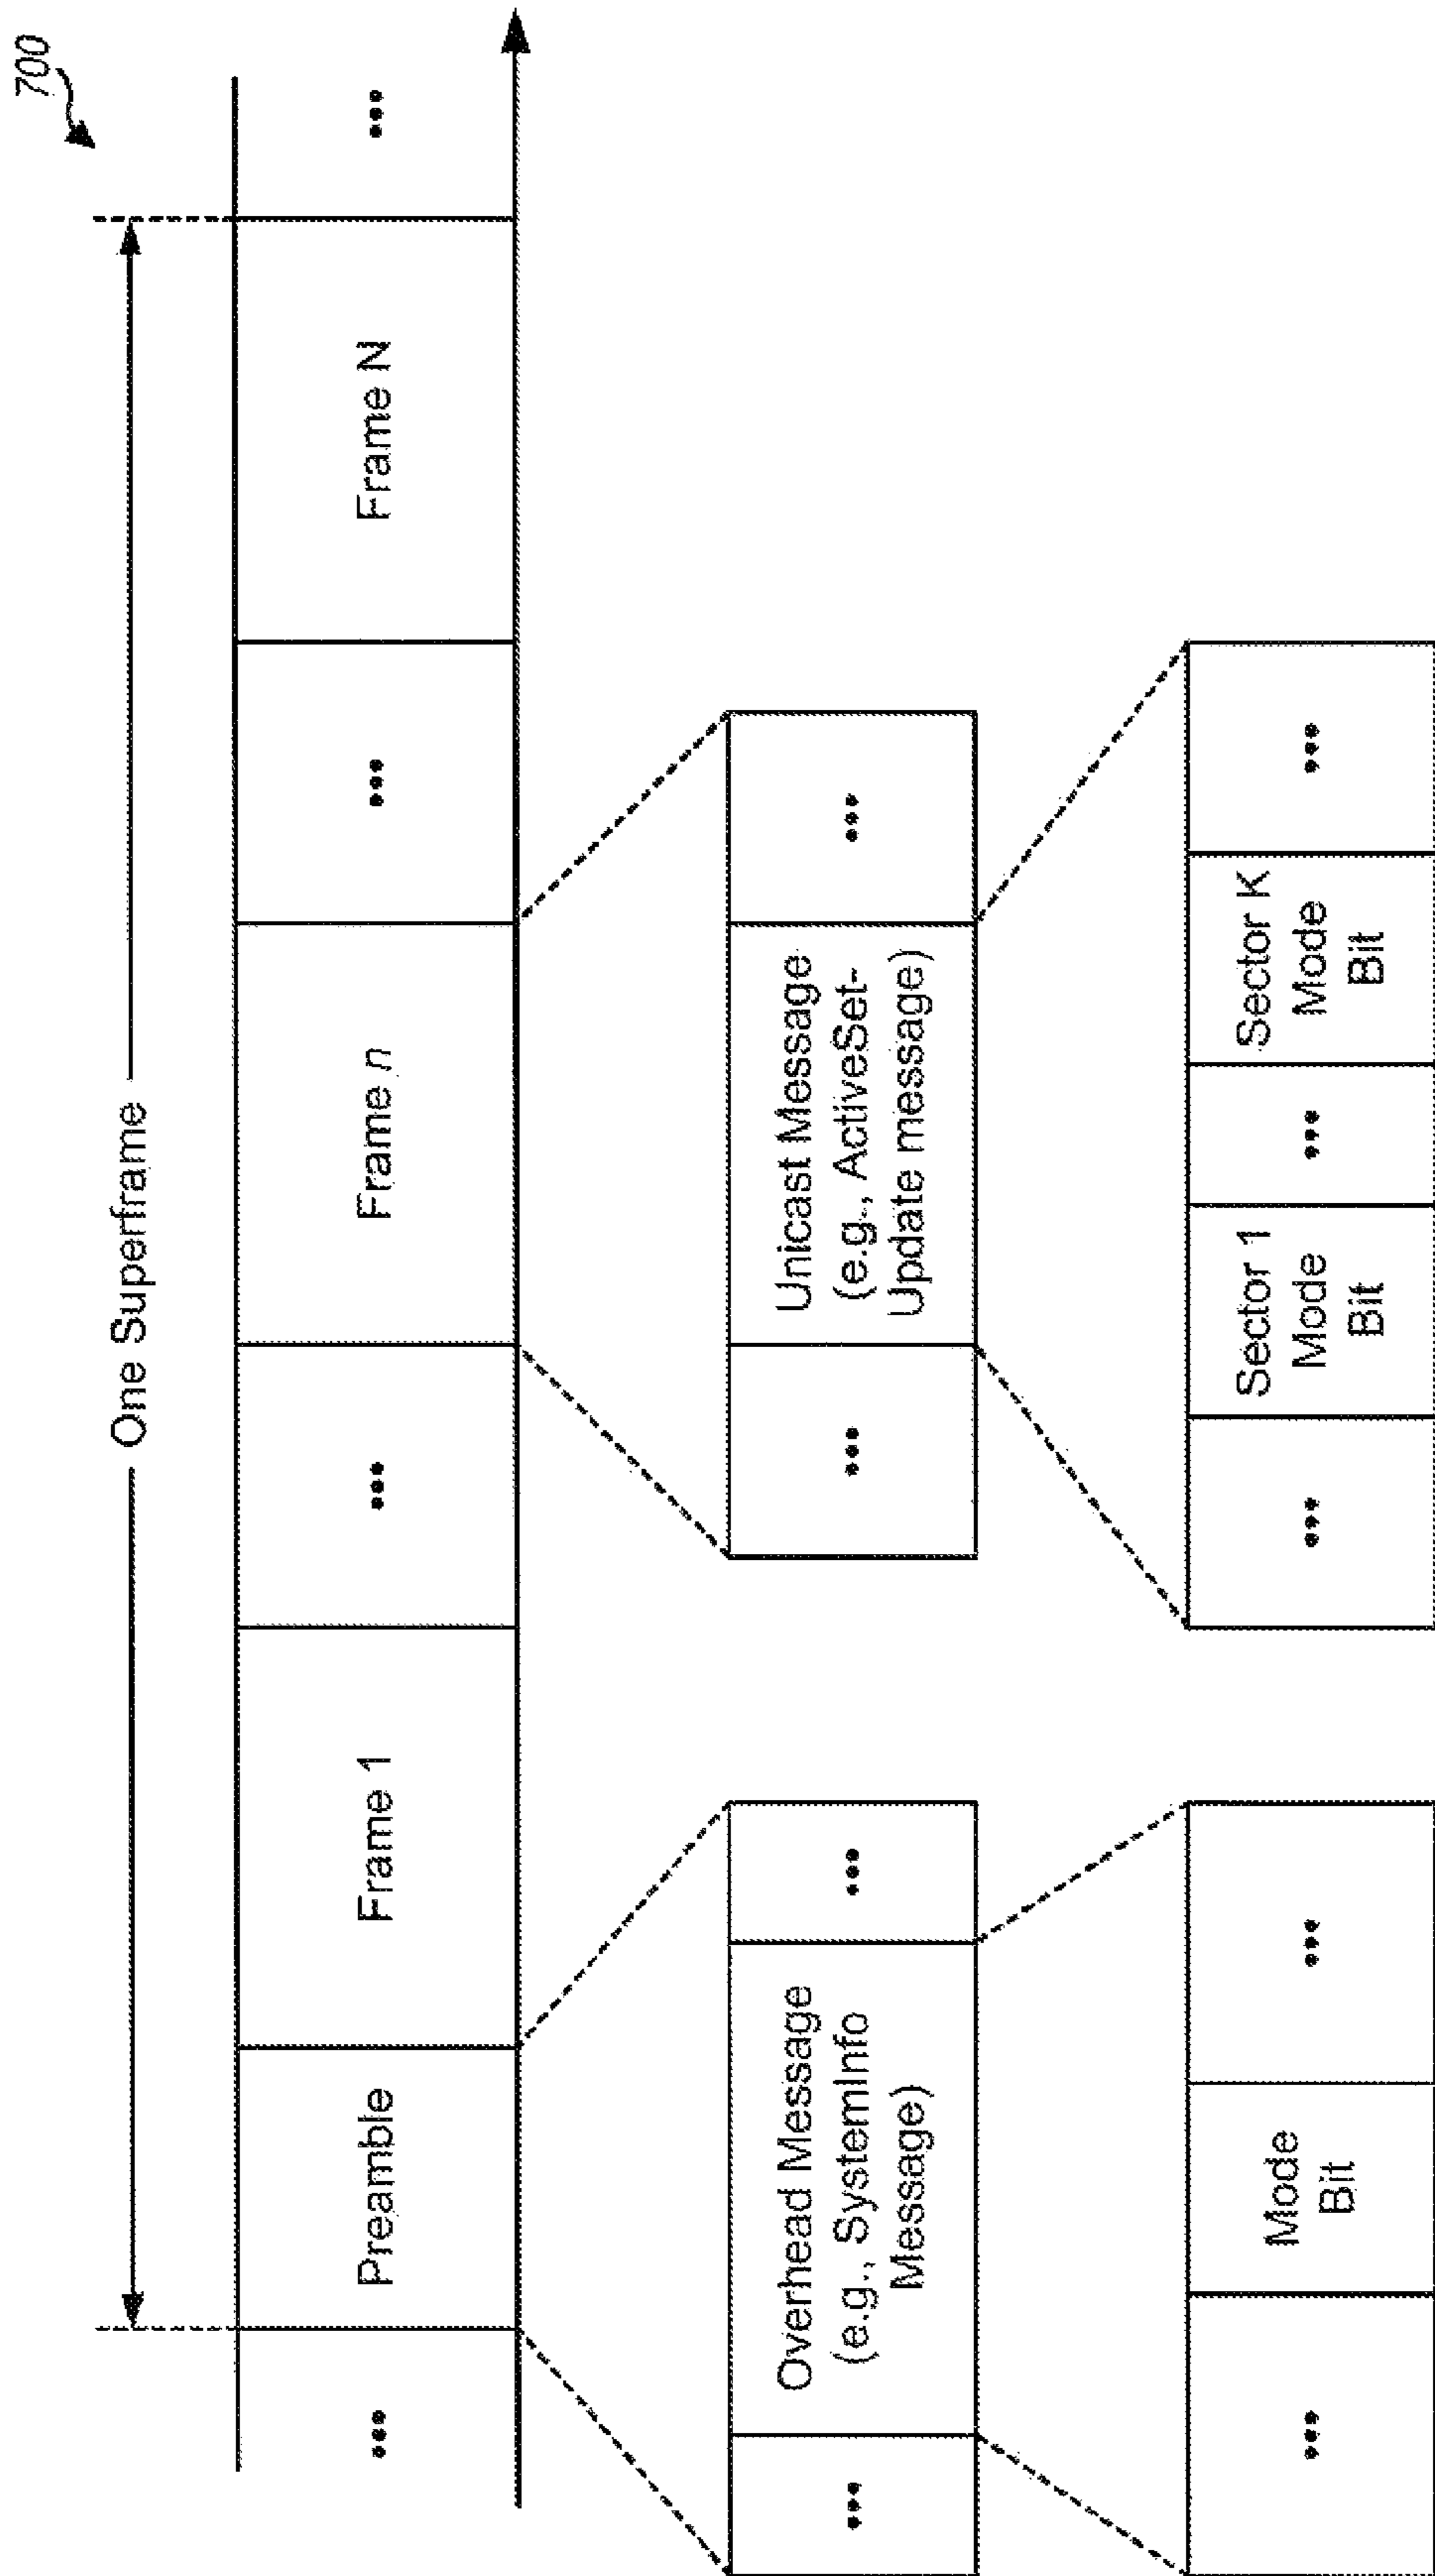 700
One Superframe
••• Preamble Frame 1 ••• Frame n ••• Frame N •••
••• Overhead Message •••
(e.g., SystemInfo
Message)
••• Unicast Message •••
(e.g., ActiveSet-
Update message)
••• Mode •••
Bit
••• Sector 1 ••• Sector K •••
Mode Mode
Bit Bit